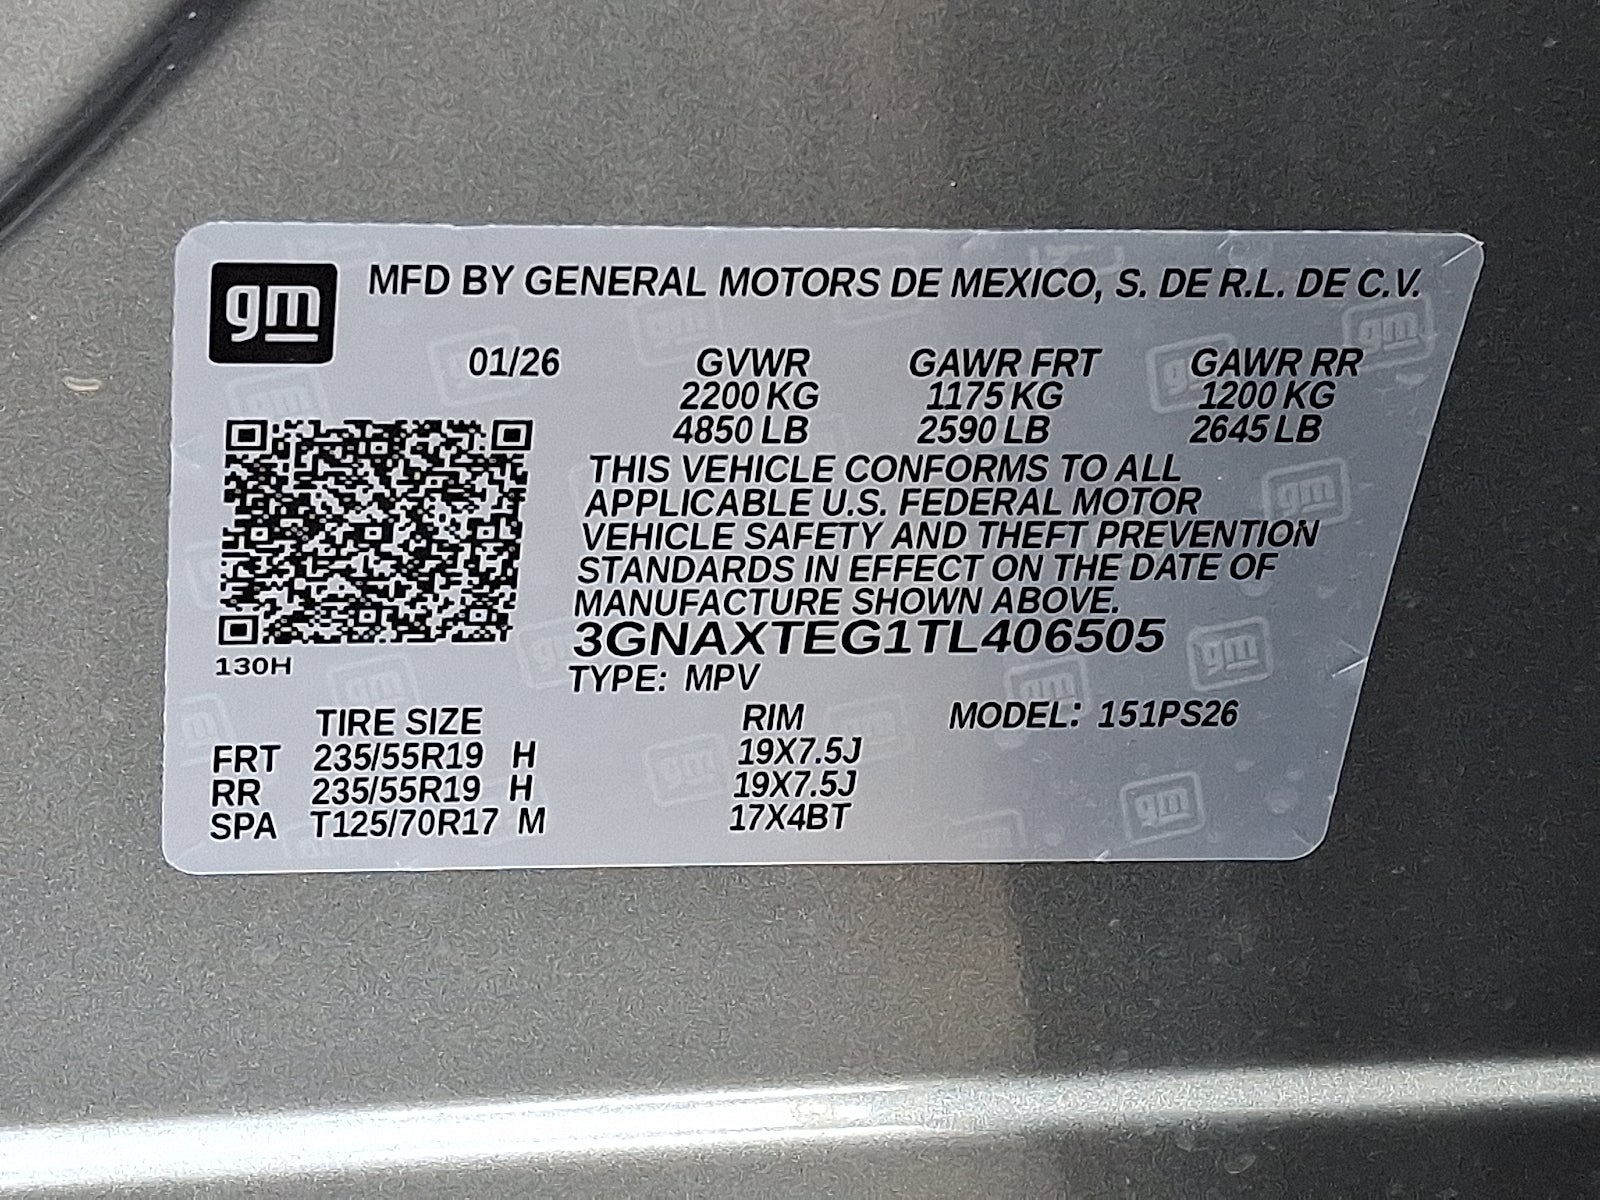 gm MFD BY GENERAL MOTORS DE MEXICO, S. DE R.L. DE C.V.
01/26 GVWR GAWR FRT GAWR RR
2200 KG 1175 KG 1200 KG
4850 LB 2590 LB 2645 LB
THIS VEHICLE CONFORMS TO ALL
APPLICABLE U.S. FEDERAL MOTOR
VEHICLE SAFETY AND THEFT PREVENTION
STANDARDS IN EFFECT ON THE DATE OF
MANUFACTURE SHOWN ABOVE.
3GNAXTEG1TL406505
130H
TYPE: MPV
TIRE SIZE RIM MODEL: 151PS26
FRT 235/55R19 H 19X7.5J
RR 235/55R19 H 19X7.5J
SPA T125/70R17 M 17X4BT